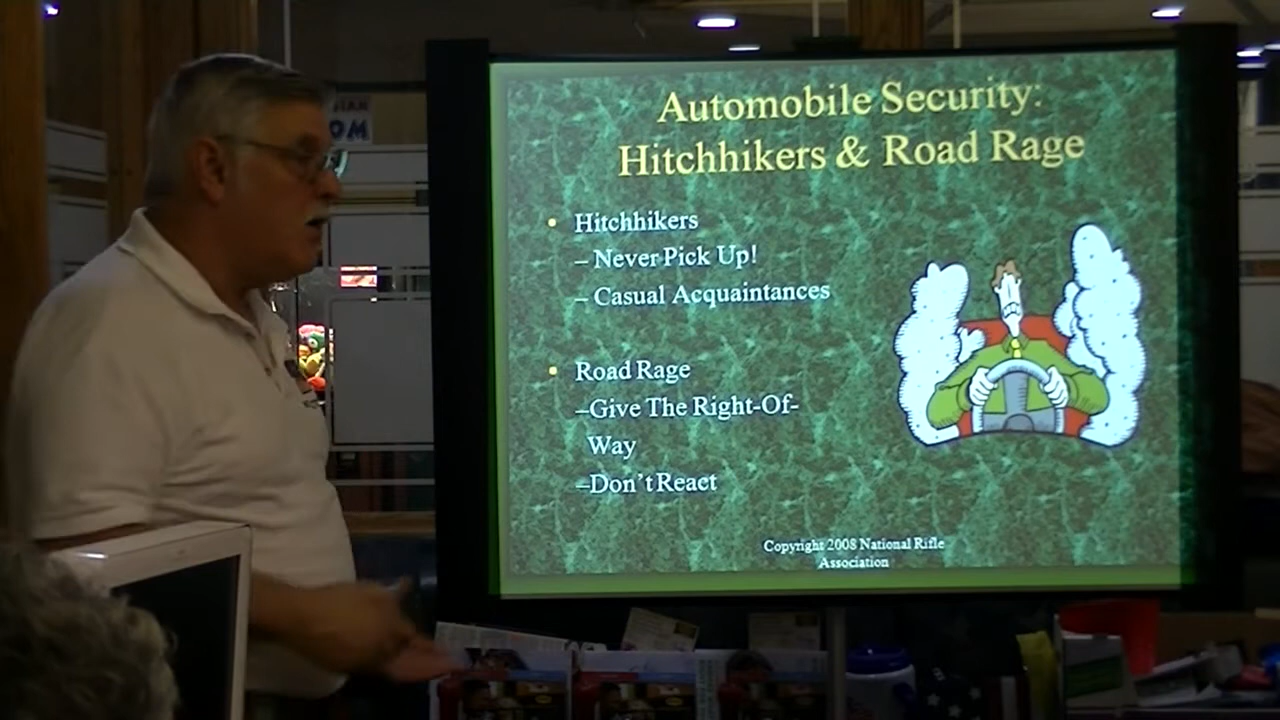 Automobile Security:
Hitchhikers & Road Rage
• Hitchhikers
– Never Pick Up!
– Casual Acquaintances
• Road Rage
–Give The Right-Of-
Way
–Don't React
Copyright 2008 National Rifle
Association